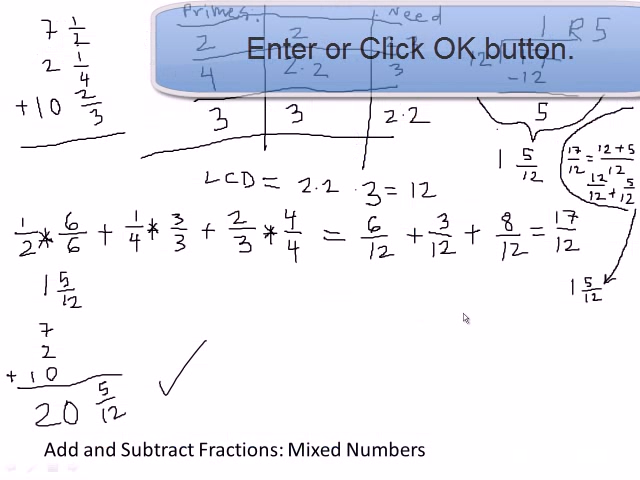 Enter or Click OK button.
7 1/2
2 1/4
+ 10 2/3
Primes. Need
2 2
4 2·2 3
3 3 2·2
1 R 5
12 17
-12
5
1 5/12
17/12 = 12+5/12
12/12 + 5/12
1 5/12
LCD = 2·2·3 = 12
1/2 * 6/6 + 1/4 * 3/3 + 2/3 * 4/4 = 6/12 + 3/12 + 8/12 = 17/12
1 5/12
7
2
+ 10
20 5/12 ✓
Add and Subtract Fractions: Mixed Numbers